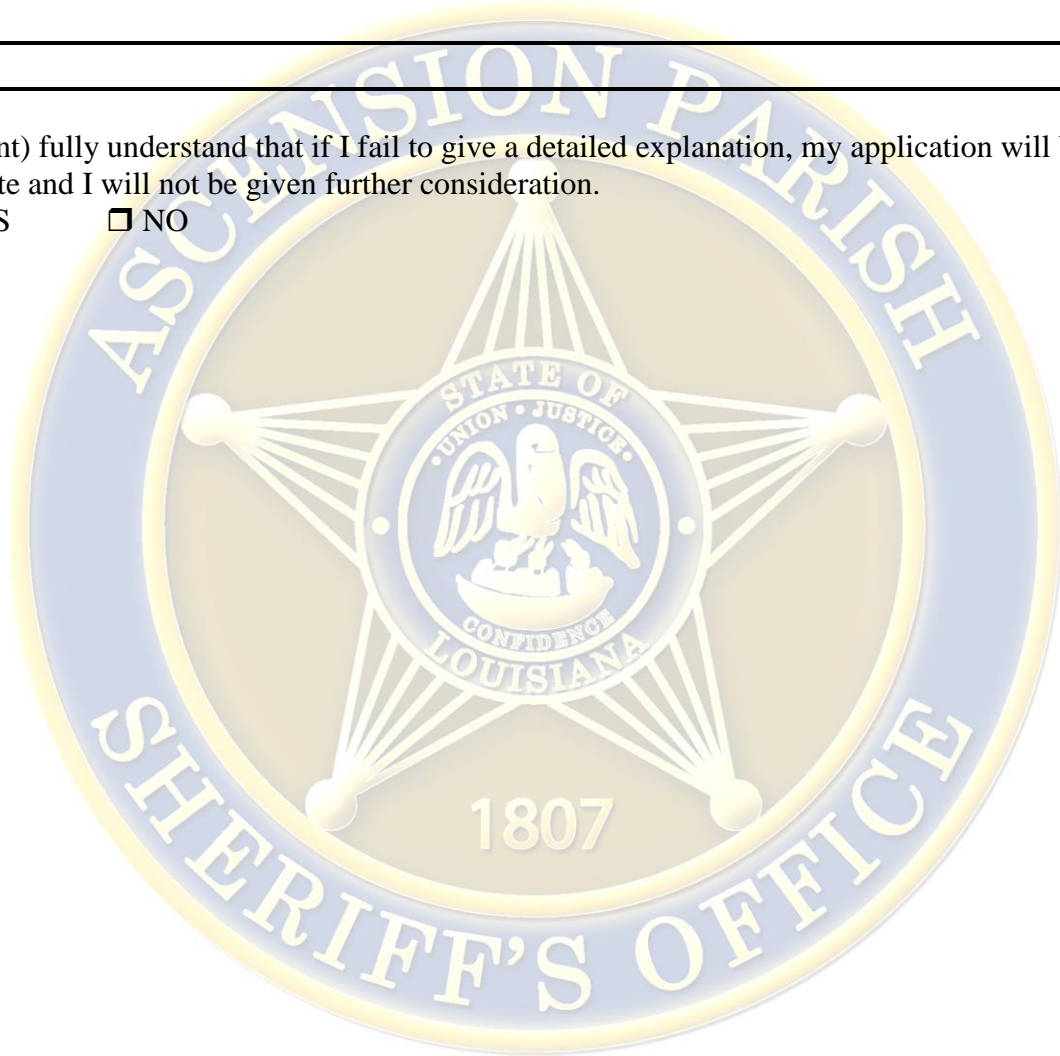 nt) fully understand that if I fail to give a detailed explanation, my application will
te and I will not be given further consideration.
S ❐ NO
ASCENSION PARISH
STATE OF
UNION • JUSTICE
CONFIDENCE
LOUISIANA
1807
SHERIFF'S OFFICE